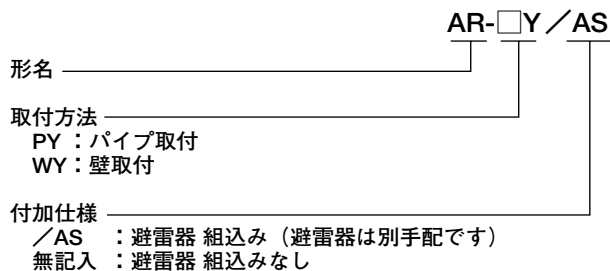 AR-□Y／AS
形名
取付方法
PY：パイプ取付
WY：壁取付
付加仕様
／AS ：避雷器 組込み（避雷器は別手配です）
無記入 ：避雷器 組込みなし